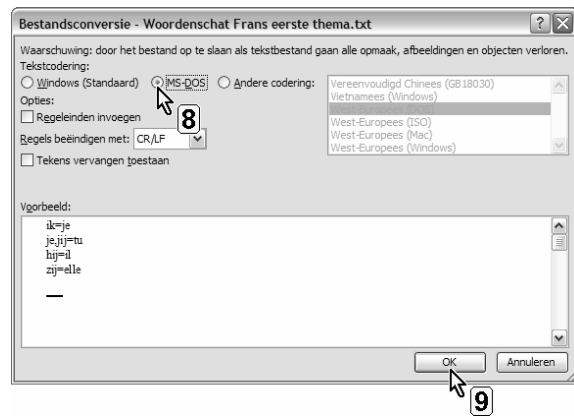 Bestandsconversie - Woordenschat Frans eerste thema.txt
Waarschuwing: door het bestand op te slaan als tekstbestand gaan alle opmaak, afbeeldingen en objecten verloren.
Tekstcodering:
Windows (Standaard) MS-DOS Andere codering:
Vereenvoudigd Chinees (GB18030)
Vietnamees (Windows)
West-Europees (DOS)
West-Europees (ISO)
West-Europees (Mac)
West-Europees (Windows)
8
Opties:
Regeleinden invoegen
Regels beëindigen met: CR/LF
Tekens vervangen toestaan
Voorbeeld:
ik=je
je,jij=tu
hij=il
zij=elle
OK Annuleren
9